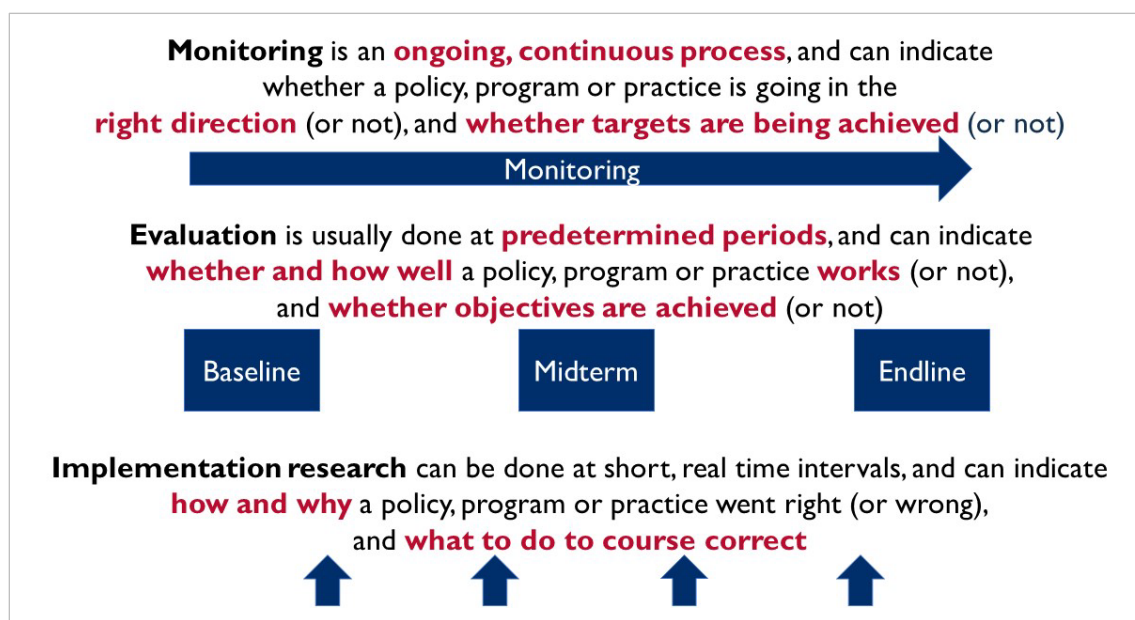 Monitoring is an ongoing, continuous process, and can indicate
whether a policy, program or practice is going in the
right direction (or not), and whether targets are being achieved (or not)
Monitoring
Evaluation is usually done at predetermined periods, and can indicate
whether and how well a policy, program or practice works (or not),
and whether objectives are achieved (or not)
Baseline
Midterm
Endline
Implementation research can be done at short, real time intervals, and can indicate
how and why a policy, program or practice went right (or wrong),
and what to do to course correct